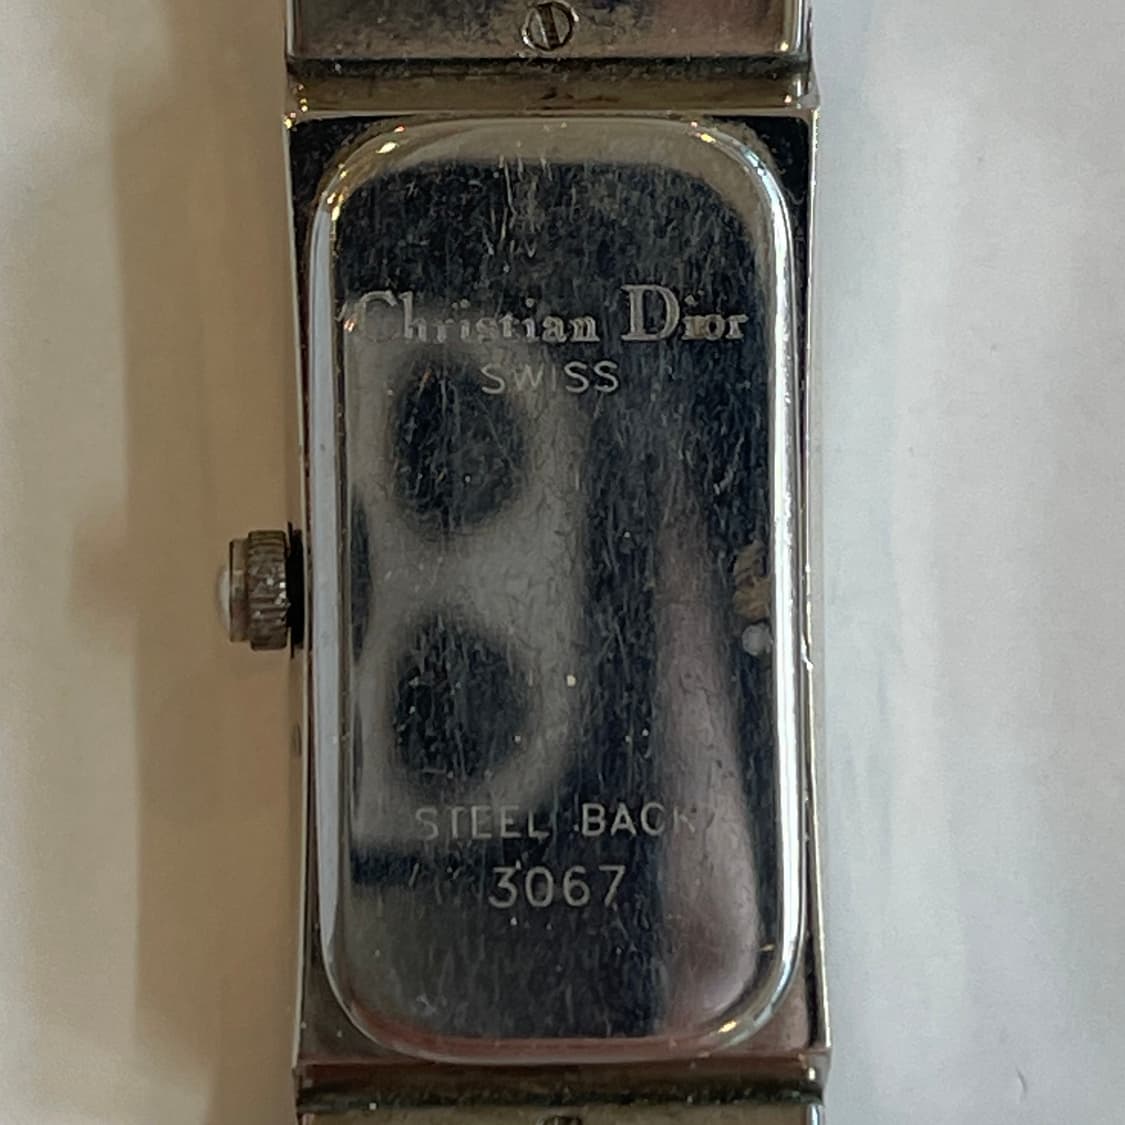 Christian Dior
SWISS
STEEL BACK
3067